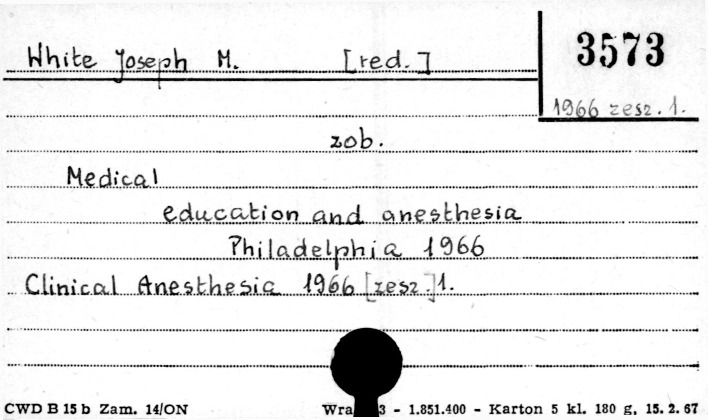 White Joseph M. [red.]
3573
1966 zesz. 1.
zob.
Medical
education and anesthesia
Philadelphia 1966
Clinical Anesthesia 1966 [zesz.] 1.
CWD B 15 b Zam. 14/ON
3 - 1.851.400 - Karton 5 kl. 180 g. 15. 2. 67